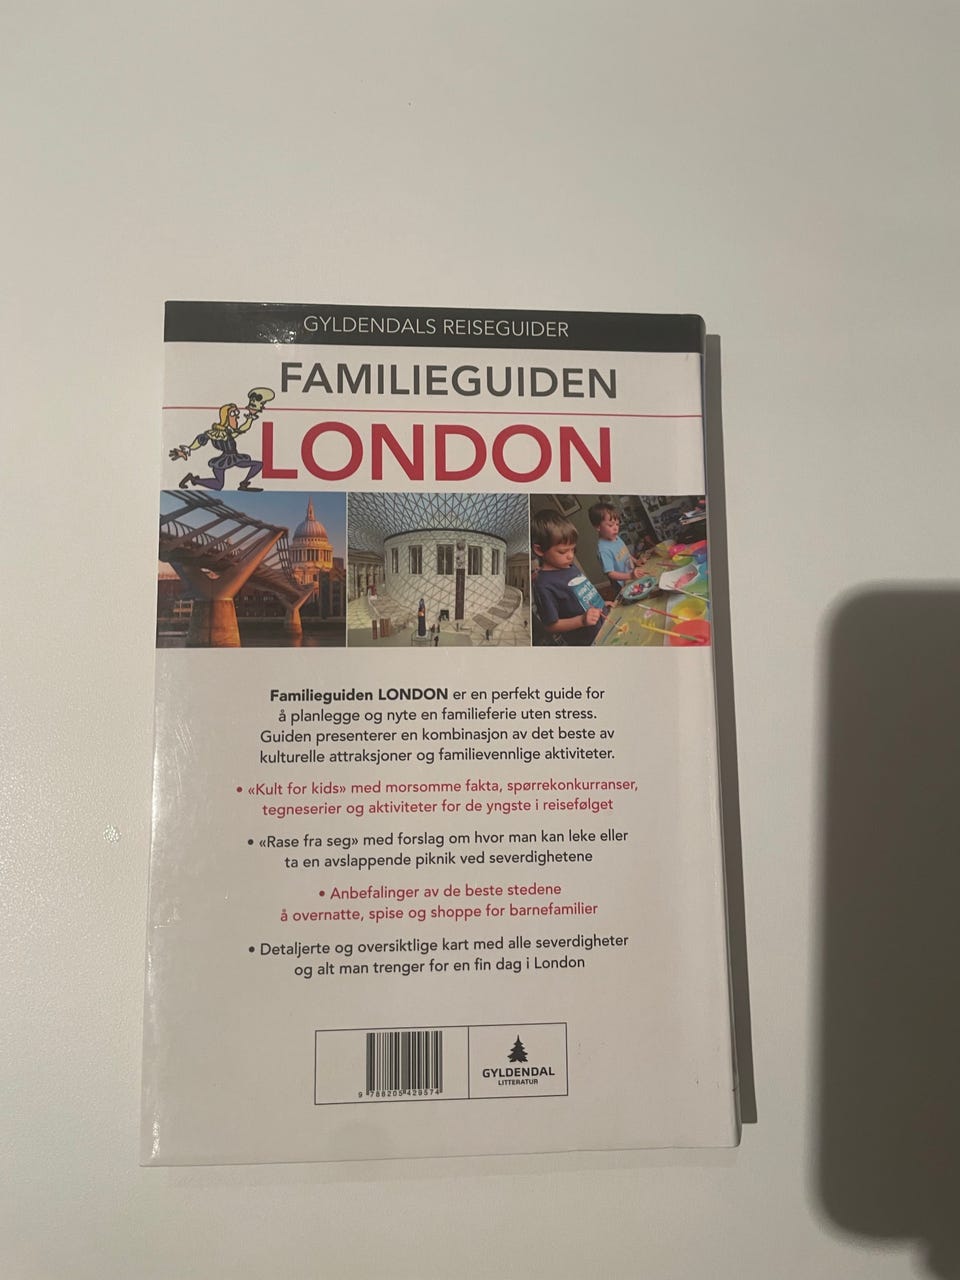 GYLDENDALS REISEGUIDER
FAMILIEGUIDEN
LONDON
Familieguiden LONDON er en perfekt guide for
å planlegge og nyte en familieferie uten stress.
Guiden presenterer en kombinasjon av det beste av
kulturelle attraksjoner og familievennlige aktiviteter.
• «Kult for kids» med morsomme fakta, spørrekonkurranser,
tegneserier og aktiviteter for de yngste i reisefølget
• «Rase fra seg» med forslag om hvor man kan leke eller
ta en avslappende piknik ved severdighetene
• Anbefalinger av de beste stedene
å overnatte, spise og shoppe for barnefamilier
• Detaljerte og oversiktlige kart med alle severdigheter
og alt man trenger for en fin dag i London
9 788205 429574
GYLDENDAL
LITTERATUR